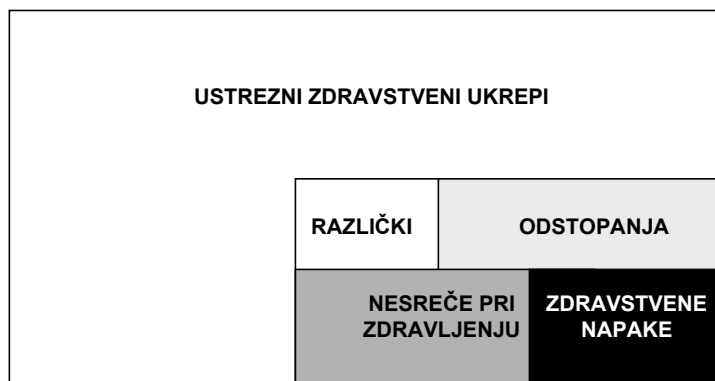 USTREZNI ZDRAVSTVENI UKREPI
RAZLIČKI
ODSTOPANJA
NESREČE PRI
ZDRAVLJENJU
ZDRAVSTVENE
NAPAKE